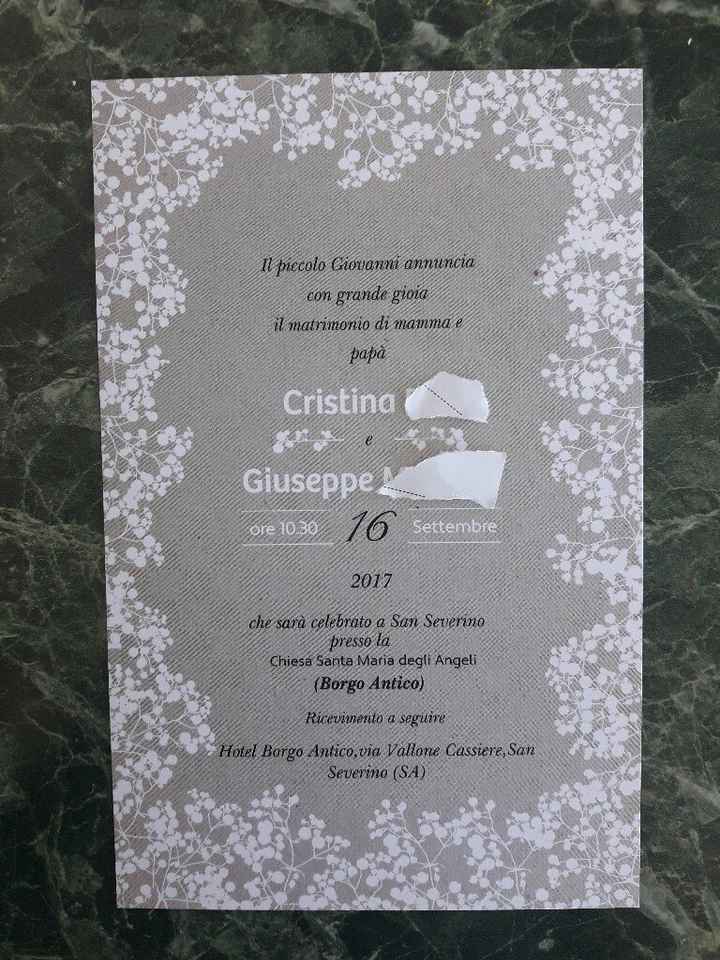 Il piccolo Giovanni annuncia
con grande gioia
il matrimonio di mamma e
papà
Cristina
e
Giuseppe
ore 10.30 16 Settembre
2017
che sarà celebrato a San Severino
presso la
Chiesa Santa Maria degli Angeli
(Borgo Antico)
Ricevimento a seguire
Hotel Borgo Antico,via Vallone Cassiere,San
Severino (SA)